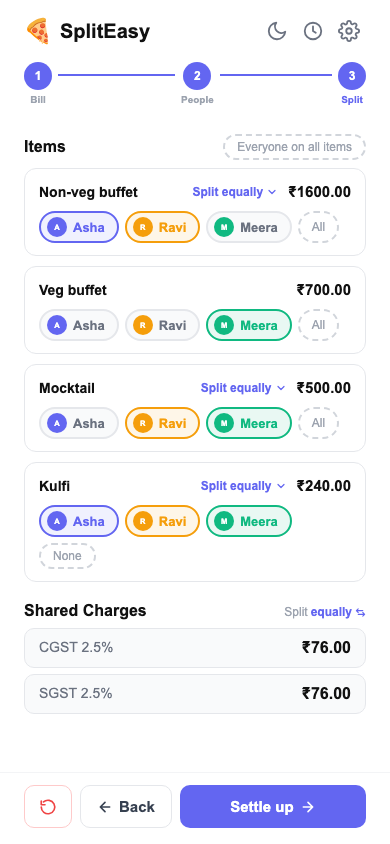 SplitEasy
1 2 3
Bill People Split
Items Everyone on all items
Non-veg buffet Split equally ₹1600.00
A Asha R Ravi M Meera All
Veg buffet ₹700.00
A Asha R Ravi M Meera All
Mocktail Split equally ₹500.00
A Asha R Ravi M Meera All
Kulfi Split equally ₹240.00
A Asha R Ravi M Meera
None
Shared Charges Split equally
CGST 2.5% ₹76.00
SGST 2.5% ₹76.00
Back Settle up